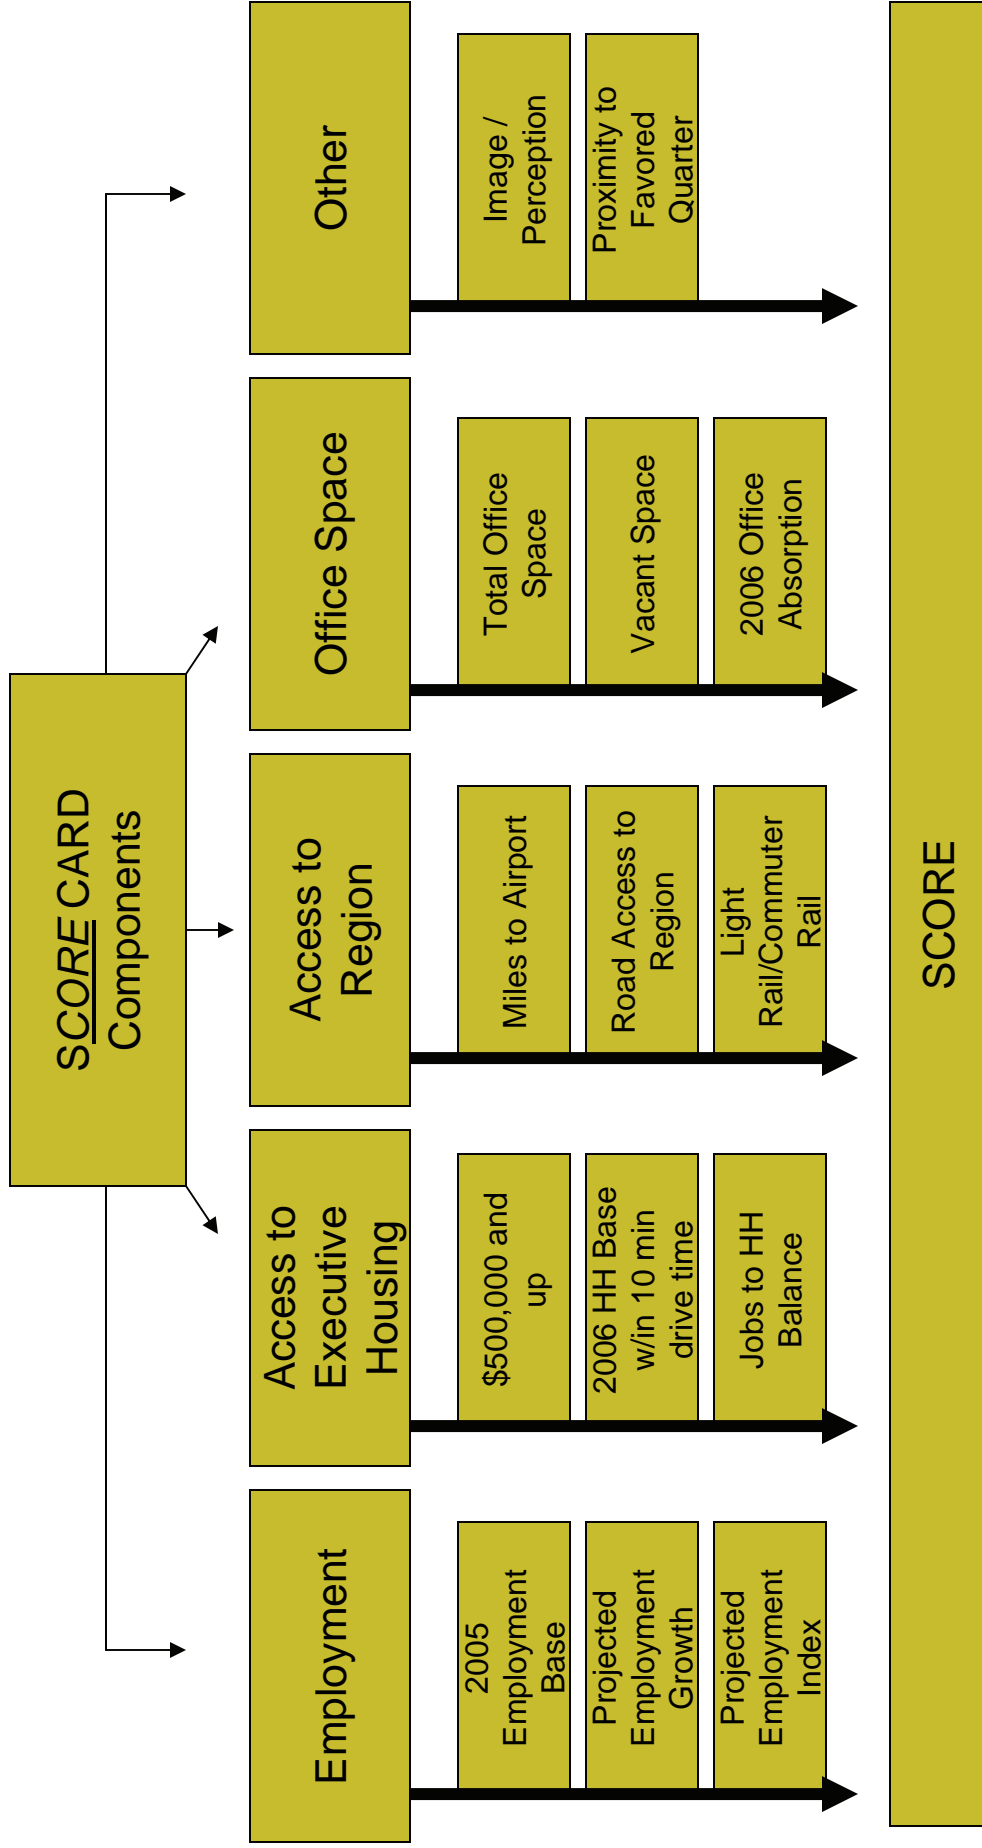 SCORE CARD
Components
Employment
Access to
Executive
Housing
Access to
Region
Office Space
Other
2005
Employment
Base
Projected
Employment
Growth
Projected
Employment
Index
$500,000 and
up
2006 HH Base
w/in 10 min
drive time
Jobs to HH
Balance
Miles to Airport
Road Access to
Region
Light
Rail/Commuter
Rail
Total Office
Space
Vacant Space
2006 Office
Absorption
Image /
Perception
Proximity to
Favored
Quarter
SCORE